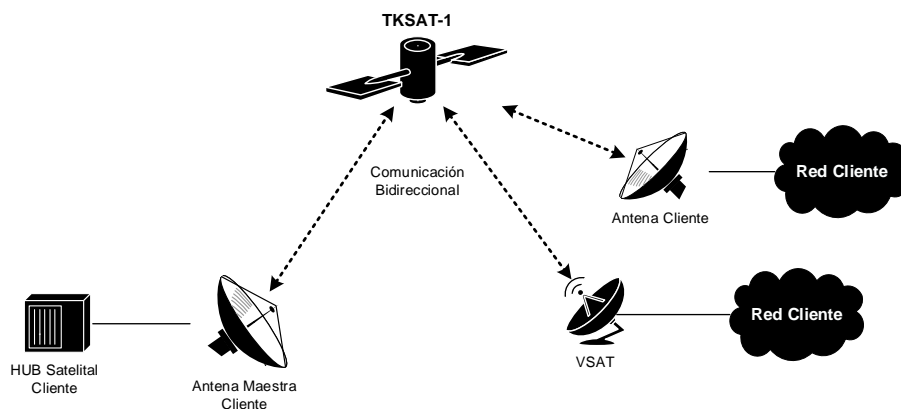 TKSAT-1
Comunicación
Bidireccional
Red Cliente
Antena Cliente
Red Cliente
VSAT
HUB Satelital
Cliente
Antena Maestra
Cliente